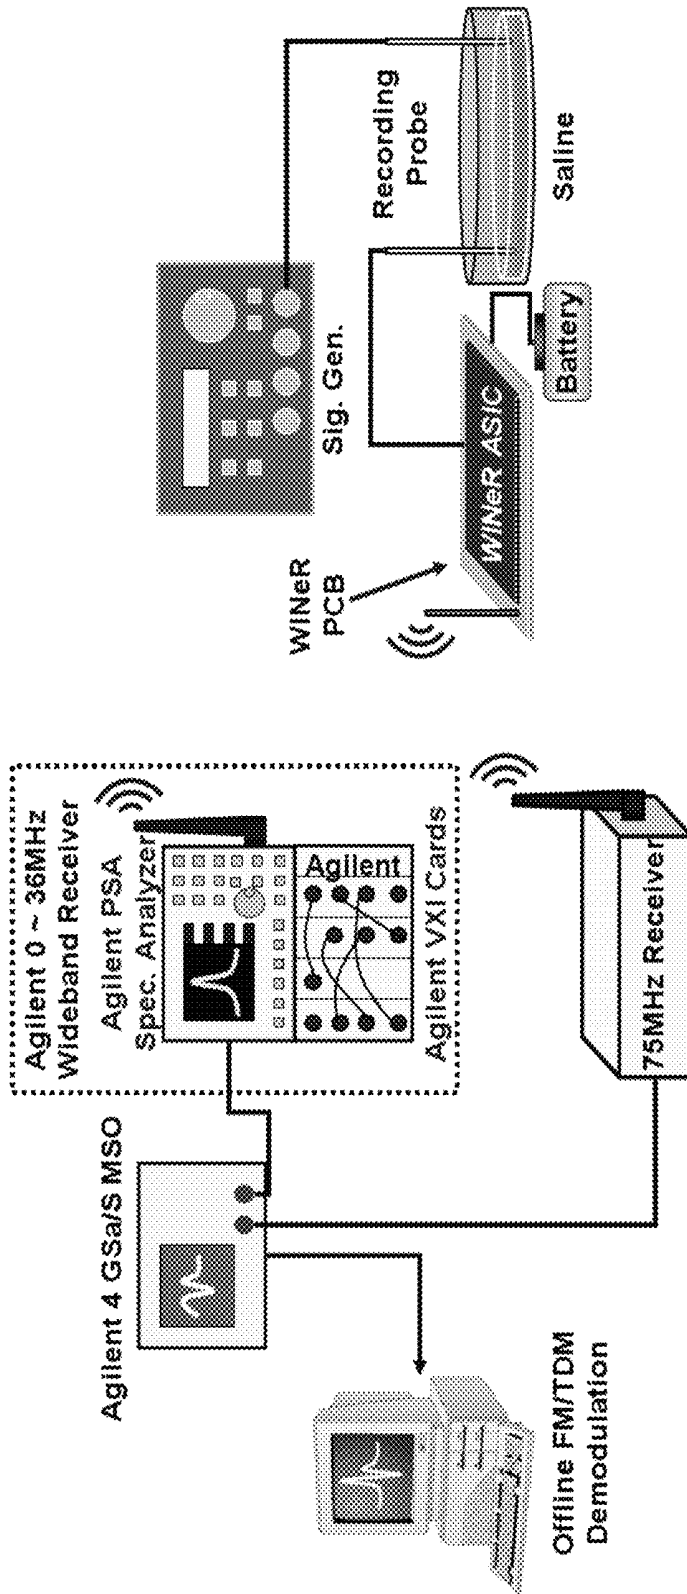 Agilent 4 GSa/S MSO
Offline FM/TDM
Demodulation
Agilent 0 ~ 36MHz
Wideband Receiver
Agilent PSA
Spec. Analyzer
Agilent
Agilent VXI Cards
75MHz Receiver
WINeR
PCB
Sig. Gen.
WINeR ASIC
Battery
Recording
Probe
Saline